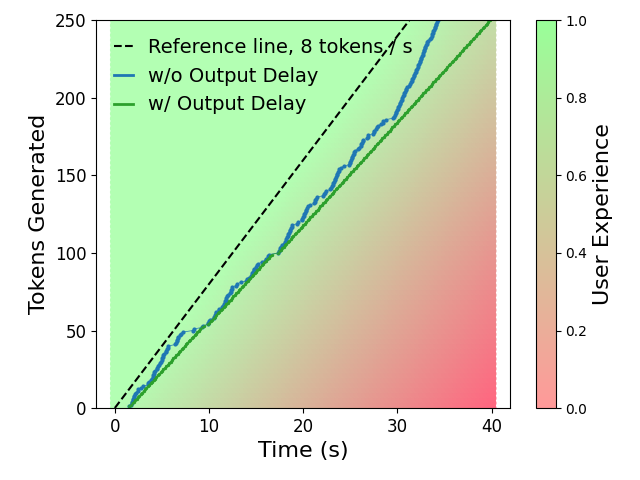 250
200
150
100
50
0
Tokens Generated
0
10
20
30
40
Time (s)
Reference line, 8 tokens / s
w/o Output Delay
w/ Output Delay
1.0
0.8
0.6
0.4
0.2
0.0
User Experience